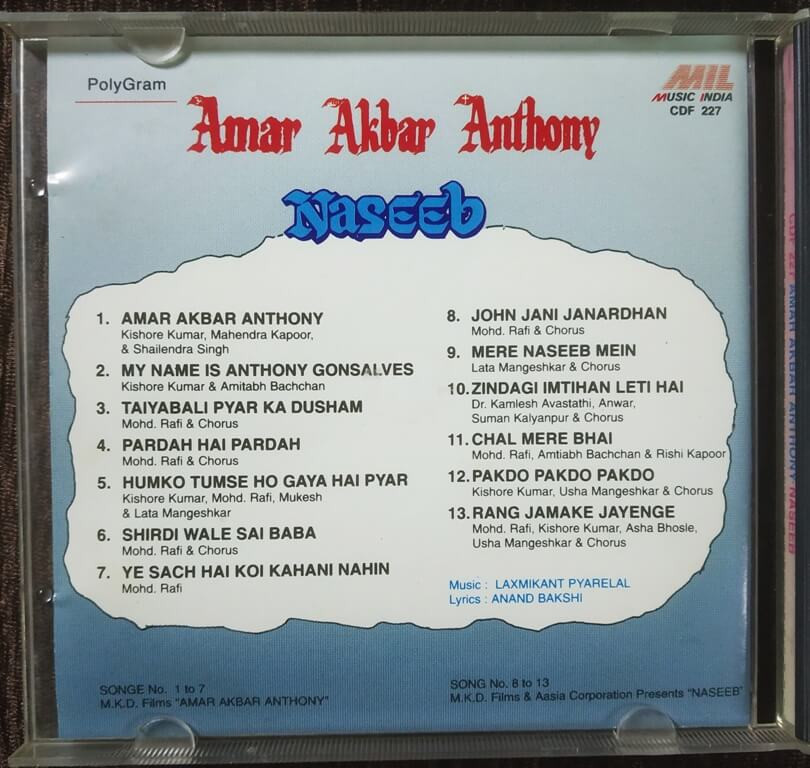 PolyGram
MIL
MUSIC INDIA
CDF 227
Amar Akbar Anthony
Naseeb
1. AMAR AKBAR ANTHONY
Kishore Kumar, Mahendra Kapoor,
& Shailendra Singh
2. MY NAME IS ANTHONY GONSALVES
Kishore Kumar & Amitabh Bachchan
3. TAIYABALI PYAR KA DUSHAM
Mohd. Rafi & Chorus
4. PARDAH HAI PARDAH
Mohd. Rafi & Chorus
5. HUMKO TUMSE HO GAYA HAI PYAR
Kishore Kumar, Mohd. Rafi, Mukesh
& Lata Mangeshkar
6. SHIRDI WALE SAI BABA
Mohd. Rafi & Chorus
7. YE SACH HAI KOI KAHANI NAHIN
Mohd. Rafi
8. JOHN JANI JANARDHAN
Mohd. Rafi & Chorus
9. MERE NASEEB MEIN
Lata Mangeshkar & Chorus
10. ZINDAGI IMTIHAN LETI HAI
Dr. Kamlesh Avastathi, Anwar,
Suman Kalyanpur & Chorus
11. CHAL MERE BHAI
Mohd. Rafi, Amtiabh Bachchan & Rishi Kapoor
12. PAKDO PAKDO PAKDO
Kishore Kumar, Usha Mangeshkar & Chorus
13. RANG JAMAKE JAYENGE
Mohd. Rafi, Kishore Kumar, Asha Bhosle,
Usha Mangeshkar & Chorus
Music : LAXMIKANT PYARELAL
Lyrics : ANAND BAKSHI
SONGE No. 1 to 7
M.K.D. Films "AMAR AKBAR ANTHONY"
SONG No. 8 to 13
M.K.D. Films & Aasia Corporation Presents "NASEEB"
CDF 227 AMAR AKBAR ANTHONY NASEEB